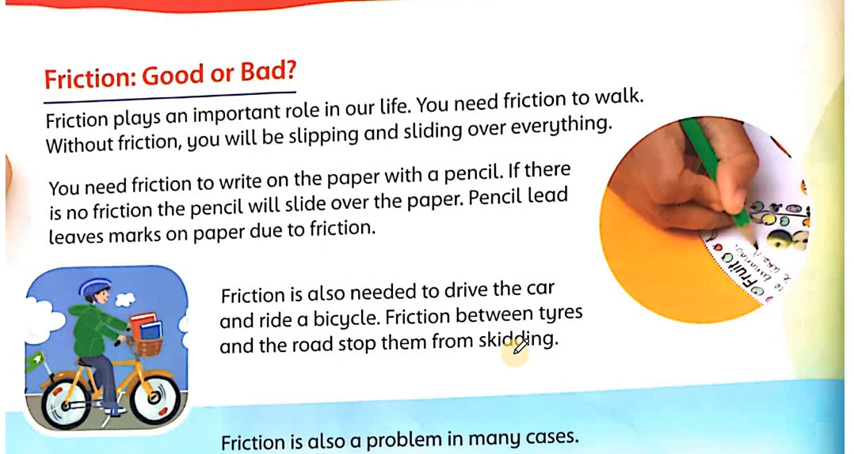 Friction: Good or Bad?
Friction plays an important role in our life. You need friction to walk.
Without friction, you will be slipping and sliding over everything.
You need friction to write on the paper with a pencil. If there
is no friction the pencil will slide over the paper. Pencil lead
leaves marks on paper due to friction.
Friction is also needed to drive the car
and ride a bicycle. Friction between tyres
and the road stop them from skidding.
Friction is also a problem in many cases.
Fruit